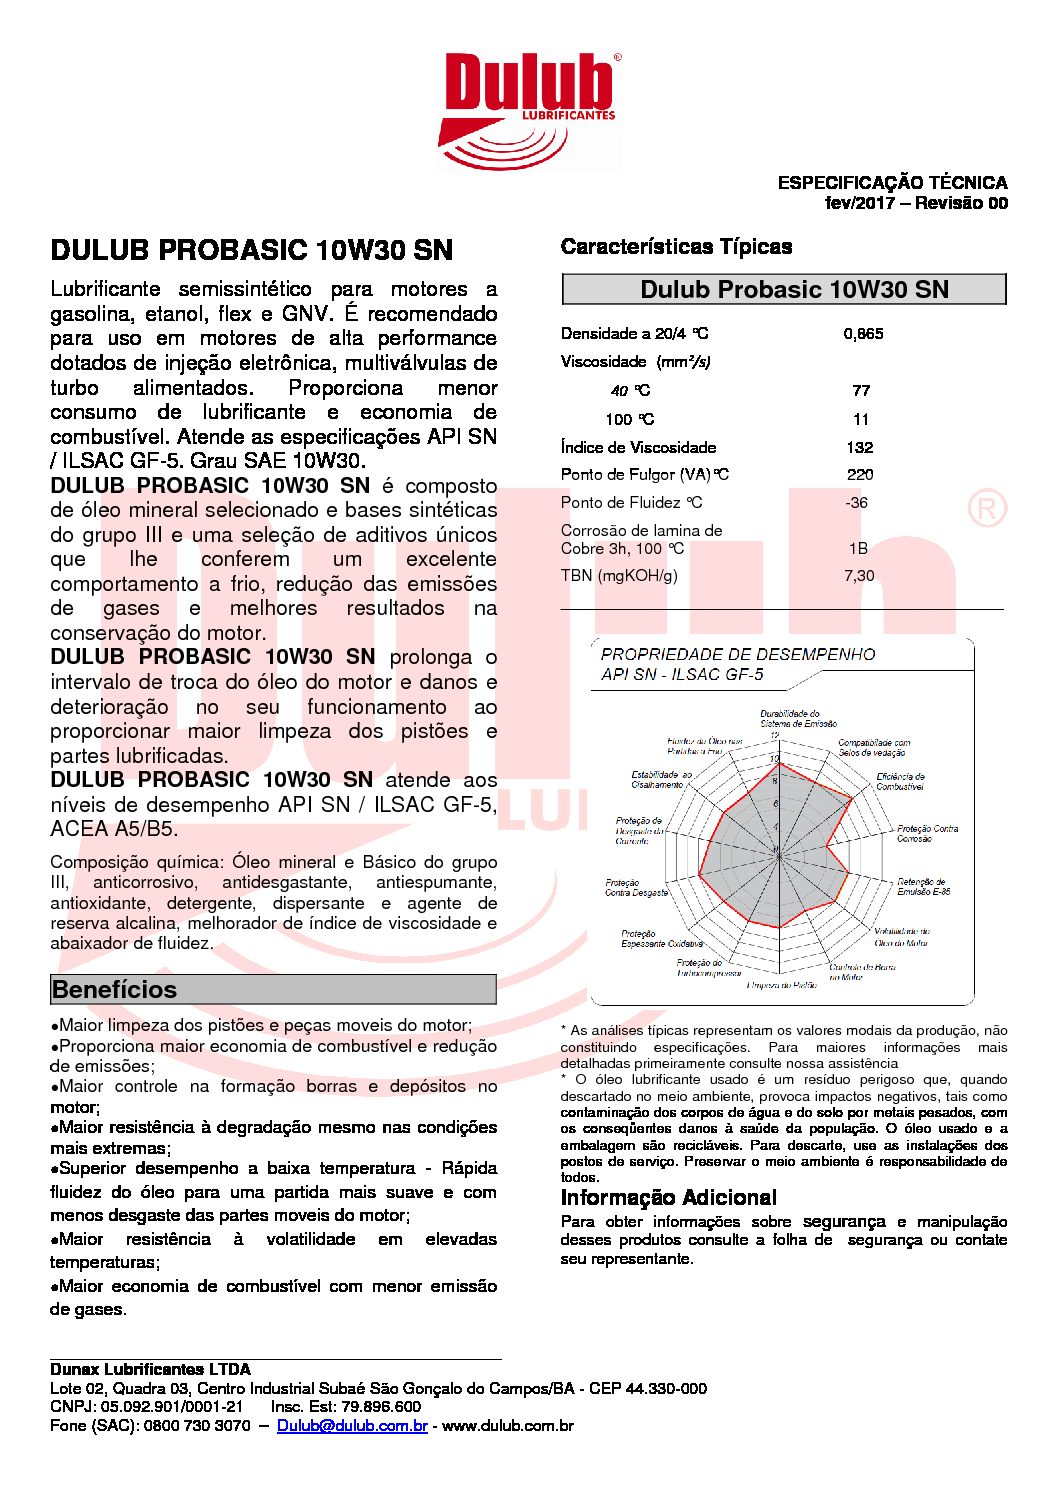 Dulub®
LUBRIFICANTES
ESPECIFICAÇÃO TÉCNICA
fev/2017 – Revisão 00
DULUB PROBASIC 10W30 SN
Lubrificante semissintético para motores a
gasolina, etanol, flex e GNV. É recomendado
para uso em motores de alta performance
dotados de injeção eletrônica, multiválvulas de
turbo alimentados. Proporciona menor
consumo de lubrificante e economia de
combustível. Atende as especificações API SN
/ ILSAC GF-5. Grau SAE 10W30.
DULUB PROBASIC 10W30 SN é composto
de óleo mineral selecionado e bases sintéticas
do grupo III e uma seleção de aditivos únicos
que lhe conferem um excelente
comportamento a frio, redução das emissões
de gases e melhores resultados na
conservação do motor.
DULUB PROBASIC 10W30 SN prolonga o
intervalo de troca do óleo do motor e danos e
deterioração no seu funcionamento ao
proporcionar maior limpeza dos pistões e
partes lubrificadas.
DULUB PROBASIC 10W30 SN atende aos
níveis de desempenho API SN / ILSAC GF-5,
ACEA A5/B5.
Composição química: Óleo mineral e Básico do grupo
III, anticorrosivo, antidesgastante, antiespumante,
antioxidante, detergente, dispersante e agente de
reserva alcalina, melhorador de índice de viscosidade e
abaixador de fluidez.
Benefícios
●Maior limpeza dos pistões e peças moveis do motor;
●Proporciona maior economia de combustível e redução
de emissões;
●Maior controle na formação borras e depósitos no
motor;
●Maior resistência à degradação mesmo nas condições
mais extremas;
●Superior desempenho a baixa temperatura - Rápida
fluidez do óleo para uma partida mais suave e com
menos desgaste das partes moveis do motor;
●Maior resistência à volatilidade em elevadas
temperaturas;
●Maior economia de combustível com menor emissão
de gases.
Características Típicas
Dulub Probasic 10W30 SN
Densidade a 20/4 ºC 0,865
Viscosidade (mm²/s)
40 ºC 77
100 ºC 11
Índice de Viscosidade 132
Ponto de Fulgor (VA) ºC 220
Ponto de Fluidez ºC -36
Corrosão de lamina de
Cobre 3h, 100 ºC 1B
TBN (mgKOH/g) 7,30
PROPRIEDADE DE DESEMPENHO
API SN - ILSAC GF-5
Durabilidade do
Sistema de Emissão
Compatibilade com
Selos de vedação
Eficiência de
Combustível
Proteção Contra
Corrosão
Retenção de
Emulsão E-85
Volatilidade do
Óleo do Motor
Controle de Borra
no Motor
Limpeza do Pistão
Proteção do
Turbocompressor
Proteção
Espessante Oxidativa
Proteção
Contra Desgaste
Proteção de
Desgaste da
Corrente
Estabilidade ao
Cisalhamento
Fluidez da Óleo nas
Partidas a Frio
12
10
8
6
4
* As análises típicas representam os valores modais da produção, não
constituindo especificações. Para maiores informações mais
detalhadas primeiramente consulte nossa assistência
* O óleo lubrificante usado é um resíduo perigoso que, quando
descartado no meio ambiente, provoca impactos negativos, tais como
contaminação dos corpos de água e do solo por metais pesados, com
os conseqüentes danos à saúde da população. O óleo usado e a
embalagem são recicláveis. Para descarte, use as instalações dos
postos de serviço. Preservar o meio ambiente é responsabilidade de
todos.
Informação Adicional
Para obter informações sobre segurança e manipulação
desses produtos consulte a folha de segurança ou contate
seu representante.
Dunax Lubrificantes LTDA
Lote 02, Quadra 03, Centro Industrial Subaé São Gonçalo do Campos/BA - CEP 44.330-000
CNPJ: 05.092.901/0001-21 Insc. Est: 79.896.600
Fone (SAC): 0800 730 3070 – Dulub@dulub.com.br - www.dulub.com.br